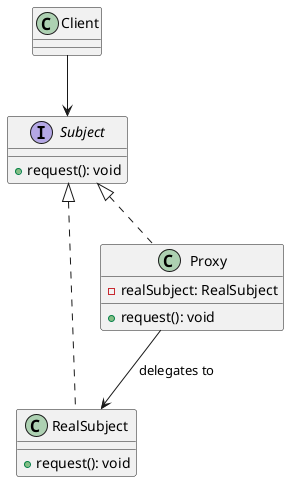 C Client
I Subject
request(): void
C Proxy
realSubject: RealSubject
request(): void
delegates to
C RealSubject
request(): void